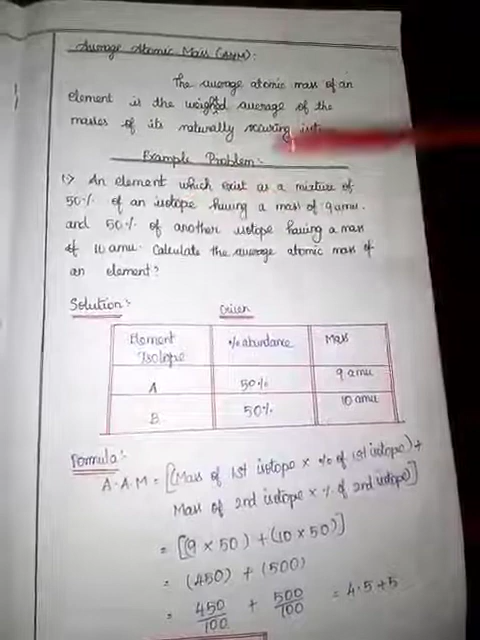 Average Atomic Mass (AAM):
The average atomic mass of an
element is the weighted average of the
masses of its naturally occuring
Example Problem:-
1.) An element which exist as a mixture of
50% of an isotope having a mass of 9 amu.
and 50% of another isotope having a mass
of 10 amu. Calculate the average atomic mass of
an element?
Solution:-
Given
Element Isotope % abundance Mass
A 50% 9 amu
B 50% 10 amu
Formula:-
A.A.M = [(Mass of 1st isotope × % of 1st isotope) +
Mass of 2nd isotope × % of 2nd isotope)]
= [(9 × 50) + (10 × 50)]
= (450) + (500)
= 450/100 + 500/100 = 4.5 + 5